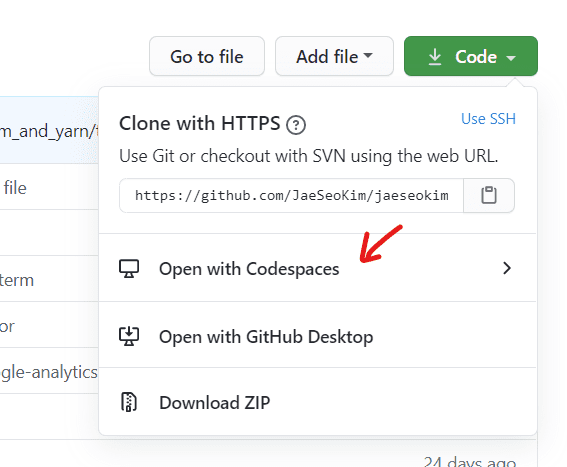 Go to file
Add file
Code
Clone with HTTPS ?
Use SSH
m_and_yarn/
Use Git or checkout with SVN using the web URL.
file
https://github.com/JaeSeoKim/jaeseokim
Open with Codespaces
term
or
Open with GitHub Desktop
gle-analytics
Download ZIP
24 days ago